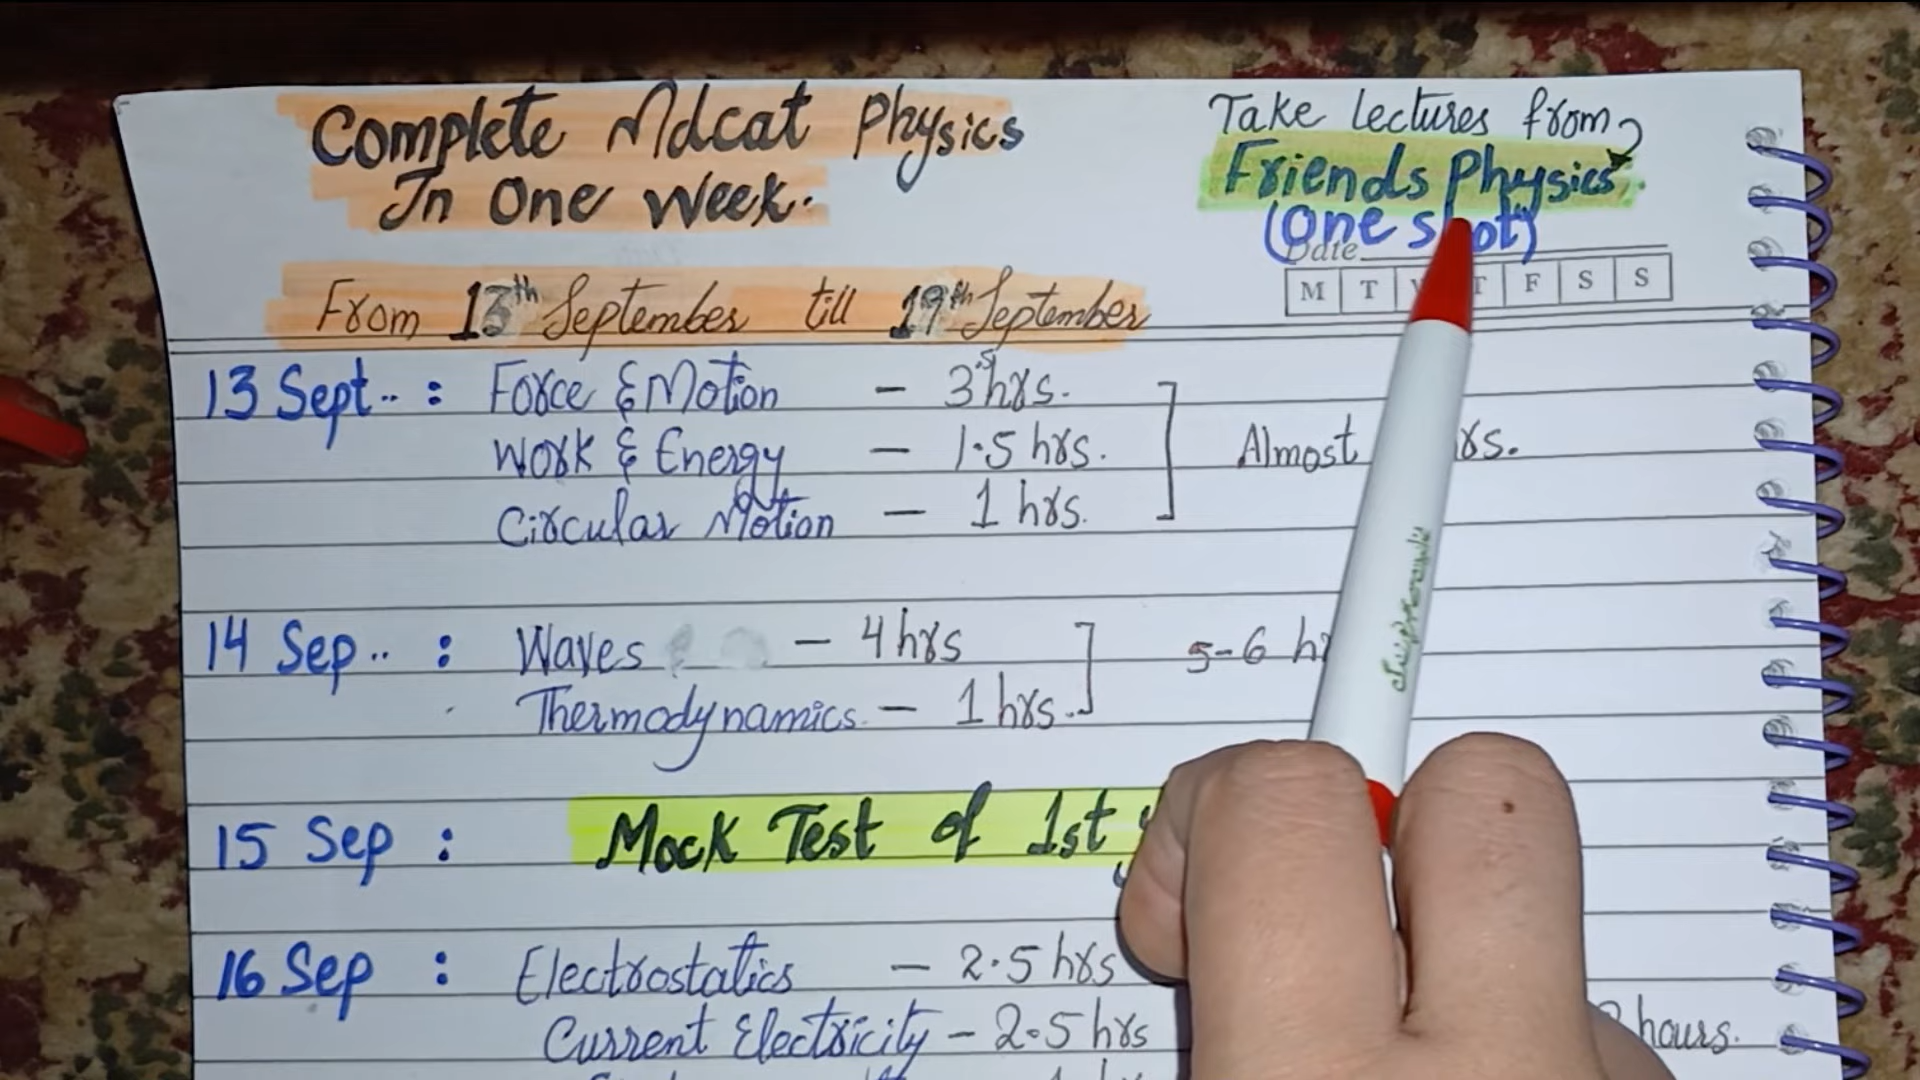 Complete Mdcat Physics
In One Week.
Take lectures from
Friends Physics.
(One shot)
Date
M T T F S S
From 13th September till 19th September
13 Sept.. : Force & Motion - 3 hrs.
Work & Energy - 1.5 hrs.
Circular Motion - 1 hrs.
Almost
14 Sep.. : Waves - 4 hrs
Thermodynamics - 1 hrs.
5-6
15 Sep : Mock Test of 1st
16 Sep : Electrostatics - 2.5 hrs
Current Electricity - 2.5 hrs
hours.